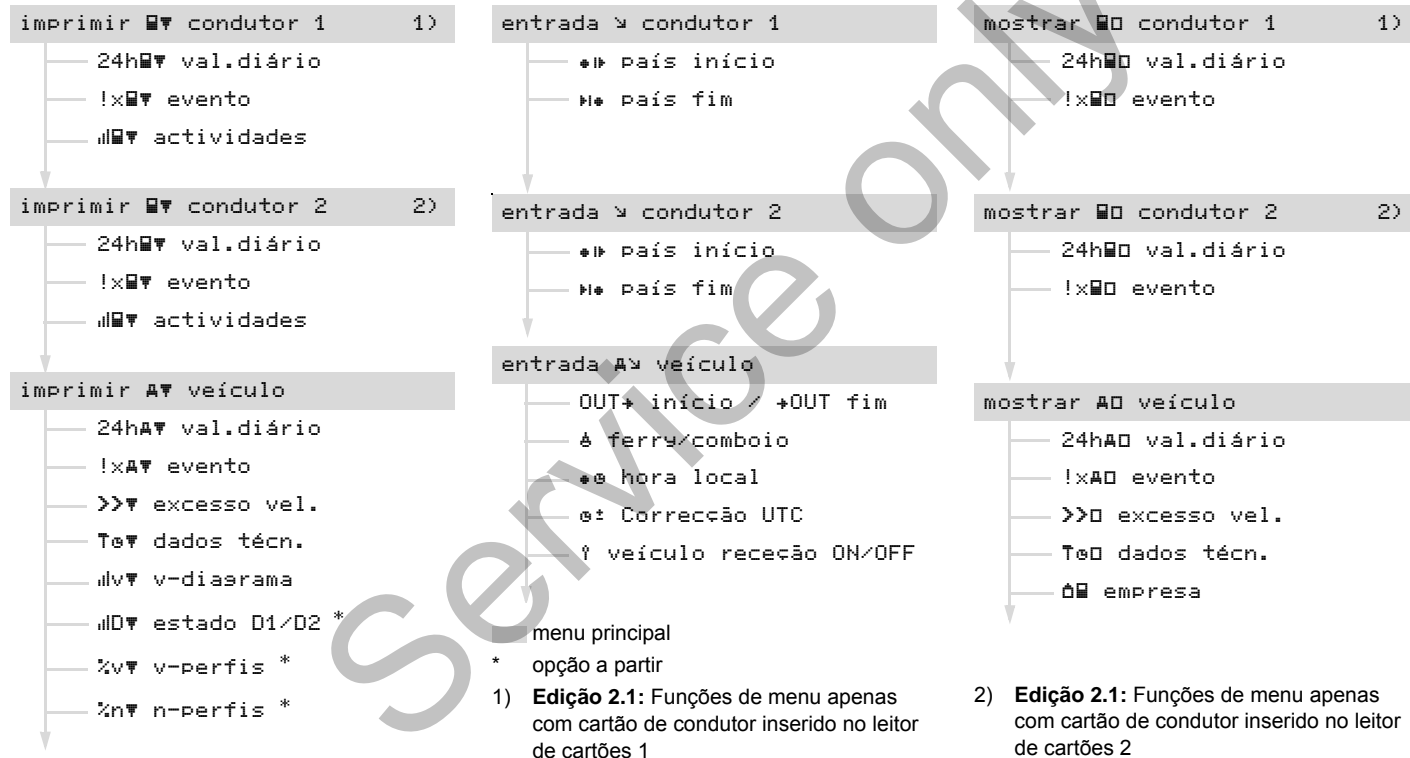 imprimir condutor 1 1)
24h val.diário
!x evento
actividades
imprimir condutor 2 2)
24h val.diário
!x evento
actividades
imprimir veículo
24h val.diário
!x evento
>> excesso vel.
T dados técn.
v v-diagrama
D estado D1/D2 *
%v v-perfis *
%n n-perfis *
entrada condutor 1
país início
país fim
entrada condutor 2
país início
país fim
entrada veículo
OUT→ início / →OUT fim
ferry/comboio
hora local
Correcção UTC
veículo receção ON/OFF
menu principal
* opção a partir
1) Edição 2.1: Funções de menu apenas
com cartão de condutor inserido no leitor
de cartões 1
mostrar condutor 1 1)
24h val.diário
!x evento
mostrar condutor 2 2)
24h val.diário
!x evento
mostrar veículo
24h val.diário
!x evento
>> excesso vel.
T dados técn.
empresa
2) Edição 2.1: Funções de menu apenas
com cartão de condutor inserido no leitor
de cartões 2
Service only